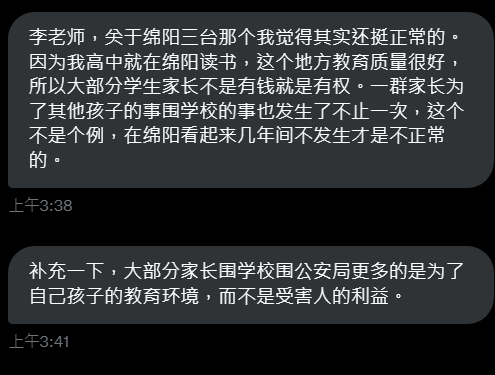 李老师，关于绵阳三台那个我觉得其实还挺正常的。
因为我高中就在绵阳读书，这个地方教育质量很好，
所以大部分学生家长不是有钱就是有权。一群家长为
了其他孩子的事围学校的事也发生了不止一次，这个
不是个例，在绵阳看起来几年间不发生才是不正常
的。
上午3:38
补充一下，大部分家长围学校围公安局更多的是为了
自己孩子的教育环境，而不是受害人的利益。
上午3:41